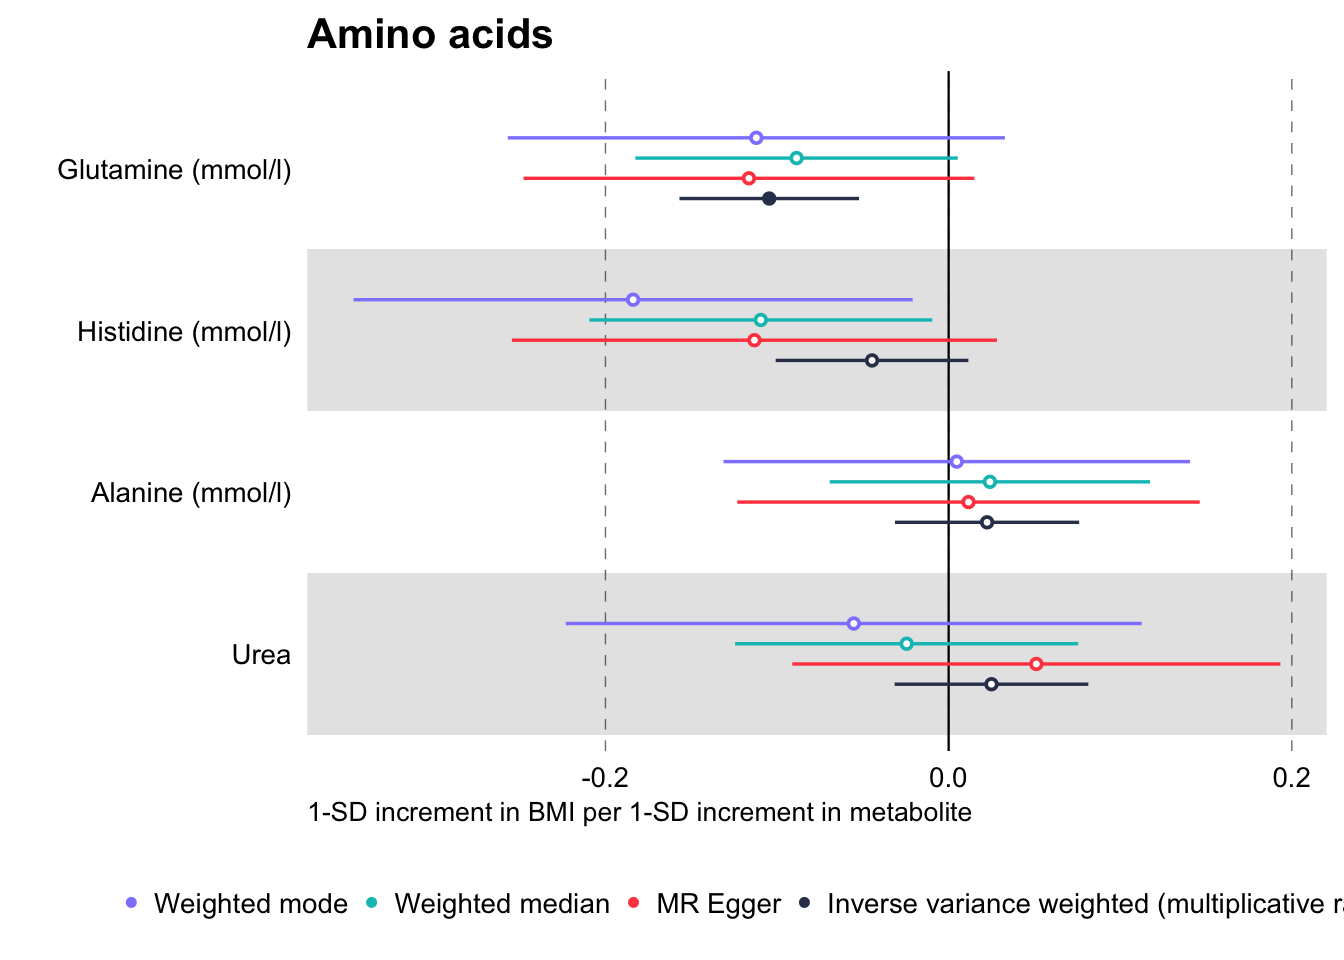 Amino acids
Glutamine (mmol/l)
Histidine (mmol/l)
Alanine (mmol/l)
Urea
-0.2 0.0 0.2
1-SD increment in BMI per 1-SD increment in metabolite
Weighted mode Weighted median MR Egger Inverse variance weighted (multiplicative